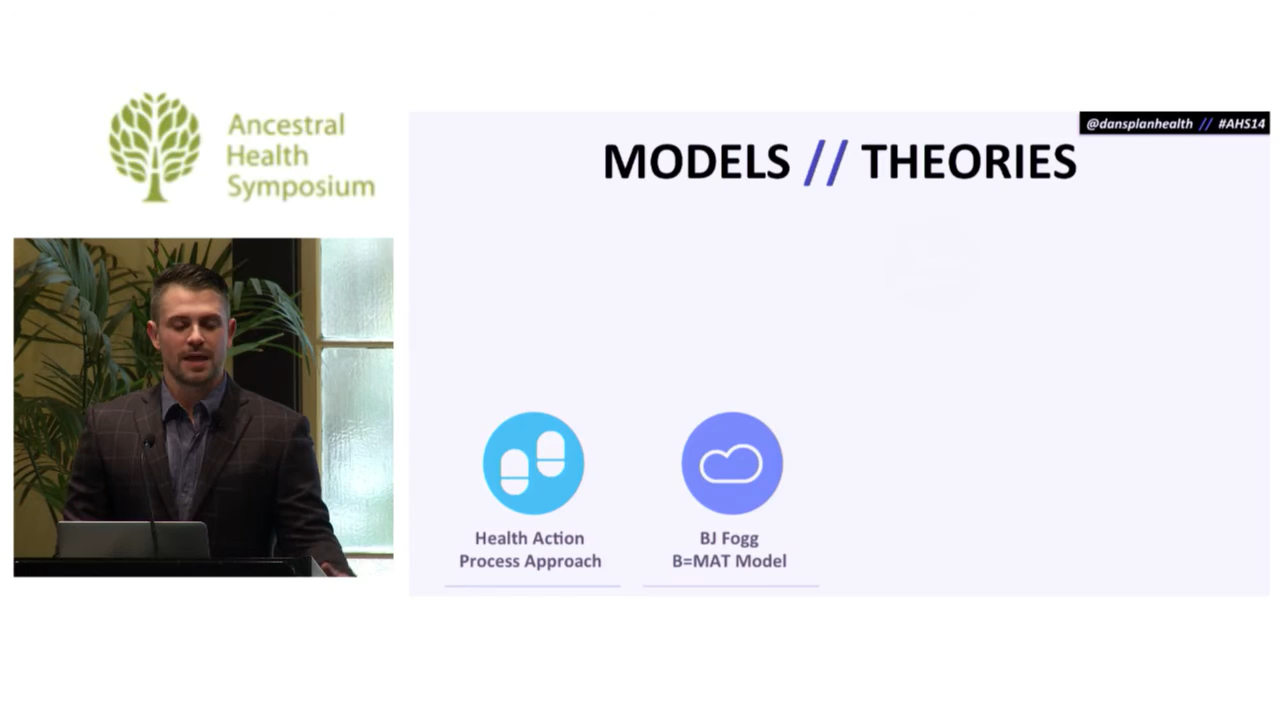 Ancestral
Health
Symposium
@dansplanhealth // #AHS14
MODELS // THEORIES
Health Action
Process Approach
BJ Fogg
B=MAT Model